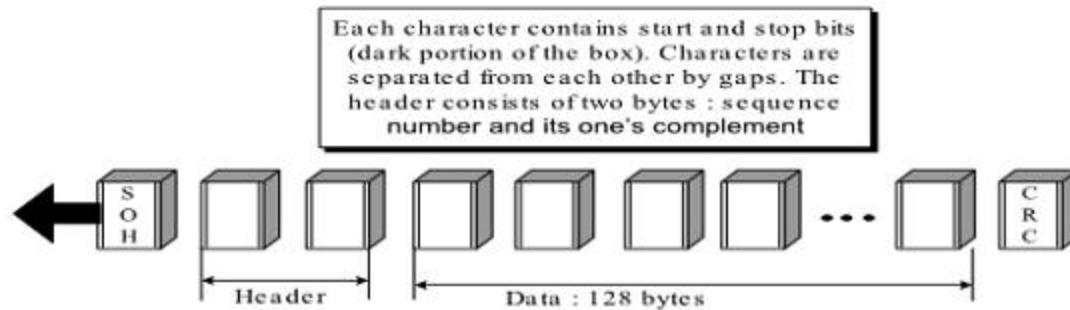 Each character contains start and stop bits
(dark portion of the box). Characters are
separated from each other by gaps. The
header consists of two bytes : sequence
number and its one's complement
S
O
H
C
R
C
Header
Data : 128 bytes